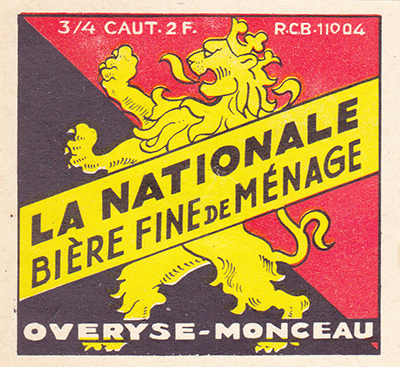 3/4 CAUT. 2 F. R.C.B. 11004
LA NATIONALE
BIÈRE FINE DE MÉNAGE
OVERYSE-MONCEAU